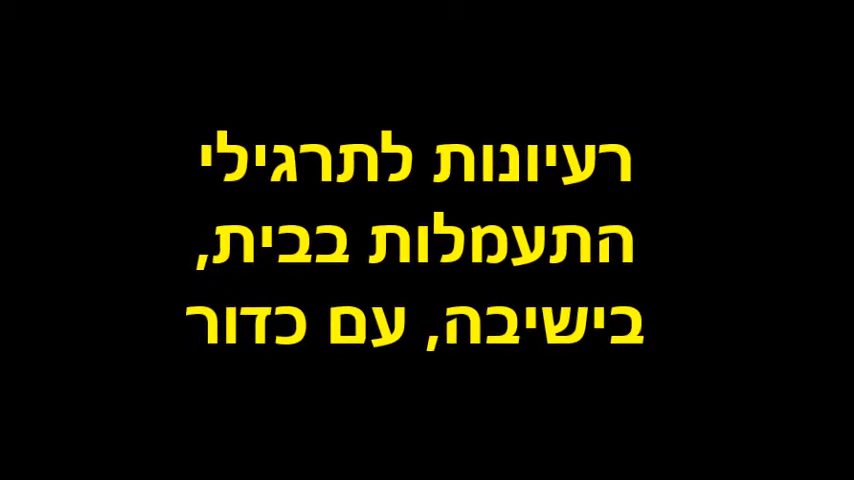 רעיונות לתרגילי
התעמלות בבית,
בישיבה, עם כדור